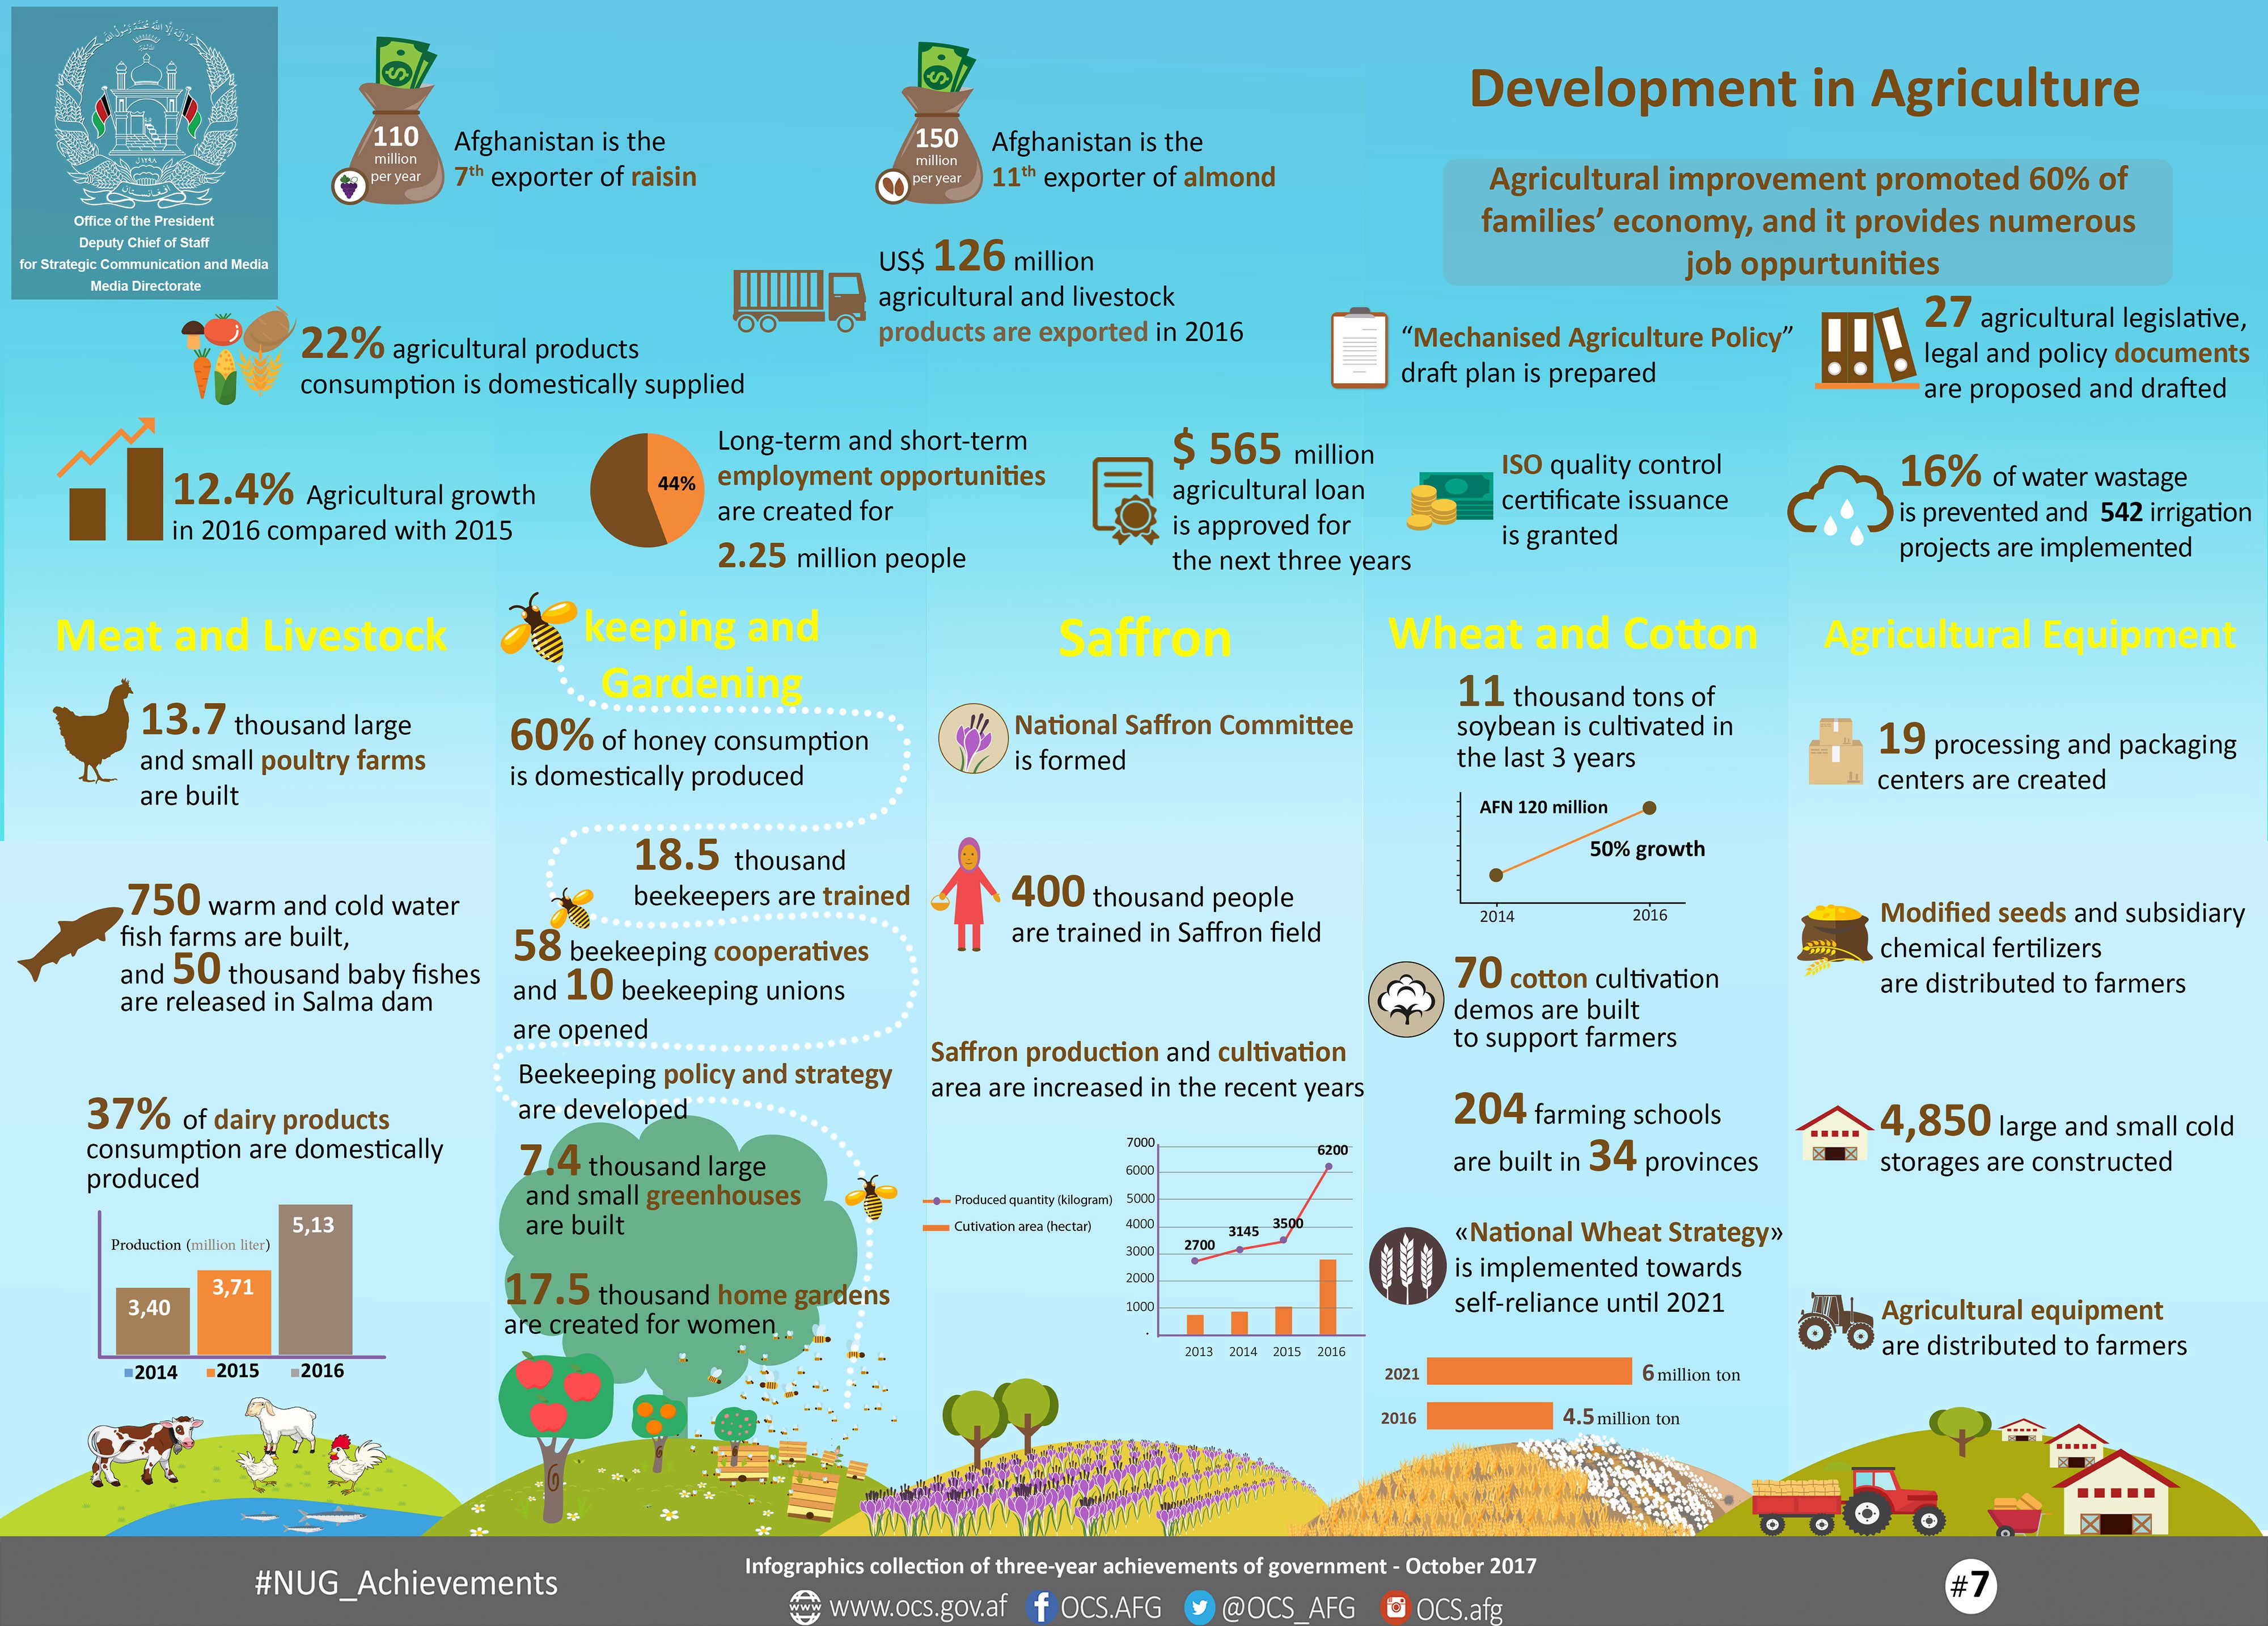 Office of the President
Deputy Chief of Staff
for Strategic Communication and Media
Media Directorate
110
million
per year
Afghanistan is the
7th exporter of raisin
150
million
per year
Afghanistan is the
11th exporter of almond
Development in Agriculture
Agricultural improvement promoted 60% of
families’ economy, and it provides numerous
job oppurtunities
22% agricultural products
consumption is domestically supplied
US$ 126 million
agricultural and livestock
products are exported in 2016
“Mechanised Agriculture Policy”
draft plan is prepared
27 agricultural legislative,
legal and policy documents
are proposed and drafted
12.4% Agricultural growth
in 2016 compared with 2015
44%
Long-term and short-term
employment opportunities
are created for
2.25 million people
$ 565 million
agricultural loan
is approved for
the next three years
ISO quality control
certificate issuance
is granted
16% of water wastage
is prevented and 542 irrigation
projects are implemented
Meat and Livestock
13.7 thousand large
and small poultry farms
are built
750 warm and cold water
fish farms are built,
and 50 thousand baby fishes
are released in Salma dam
37% of dairy products
consumption are domestically
produced
Production (million liter)
3,40
3,71
5,13
2014
2015
2016
keeping and
Gardening
60% of honey consumption
is domestically produced
18.5 thousand
beekeepers are trained
58 beekeeping cooperatives
and 10 beekeeping unions
are opened
Beekeeping policy and strategy
are developed
7.4 thousand large
and small greenhouses
are built
17.5 thousand home gardens
are created for women
Saffron
National Saffron Committee
is formed
400 thousand people
are trained in Saffron field
Saffron production and cultivation
area are increased in the recent years
Produced quantity (kilogram)
Cutivation area (hectar)
7000
6000
5000
4000
3000
2000
1000
2700
3145
3500
6200
2013 2014 2015 2016
Wheat and Cotton
11 thousand tons of
soybean is cultivated in
the last 3 years
AFN 120 million
50% growth
2014
2016
70 cotton cultivation
demos are built
to support farmers
204 farming schools
are built in 34 provinces
«National Wheat Strategy»
is implemented towards
self-reliance until 2021
2021 6 million ton
2016 4.5 million ton
Agricultural Equipment
19 processing and packaging
centers are created
Modified seeds and subsidiary
chemical fertilizers
are distributed to farmers
4,850 large and small cold
storages are constructed
Agricultural equipment
are distributed to farmers
#NUG_Achievements
Infographics collection of three-year achievements of government - October 2017
www
www.ocs.gov.af
OCS.AFG
@OCS_AFG
OCS.afg
#7